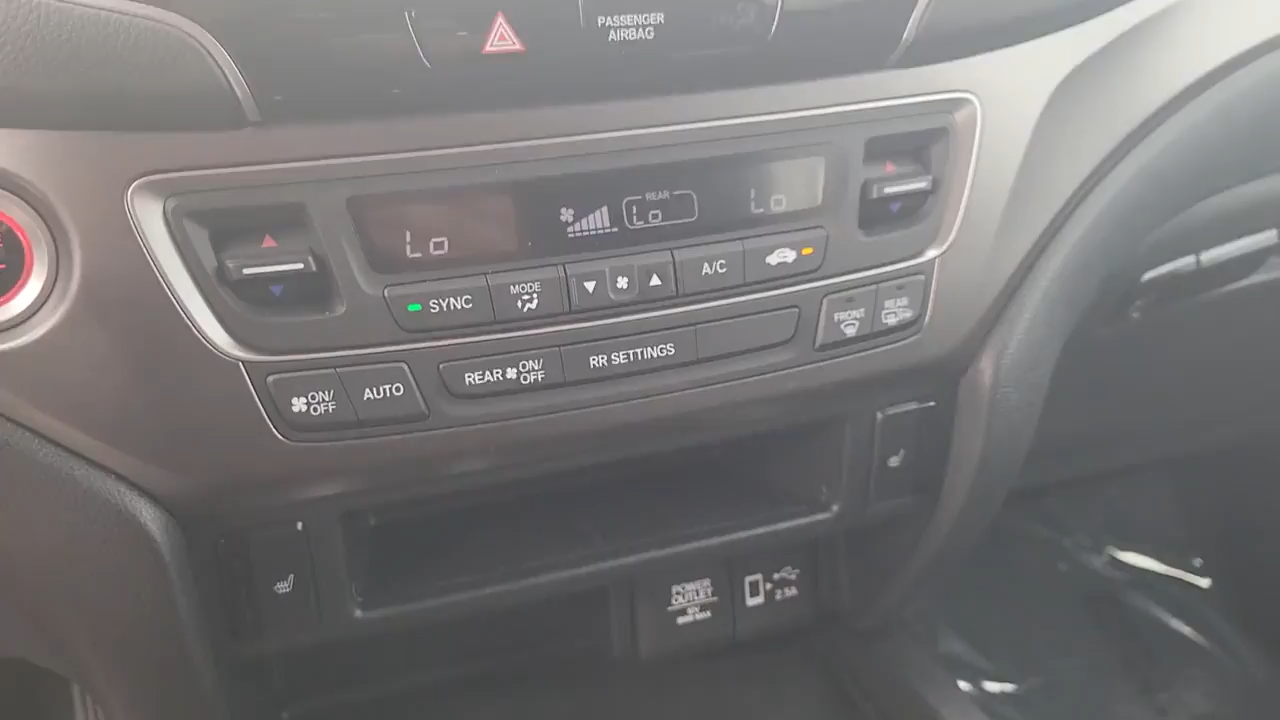 PASSENGER
AIRBAG
Lo
REAR
Lo
Lo
SYNC
MODE
A/C
ON/
OFF
AUTO
REAR ON/
OFF
RR SETTINGS
FRONT
REAR
POWER
OUTLET
2.5A